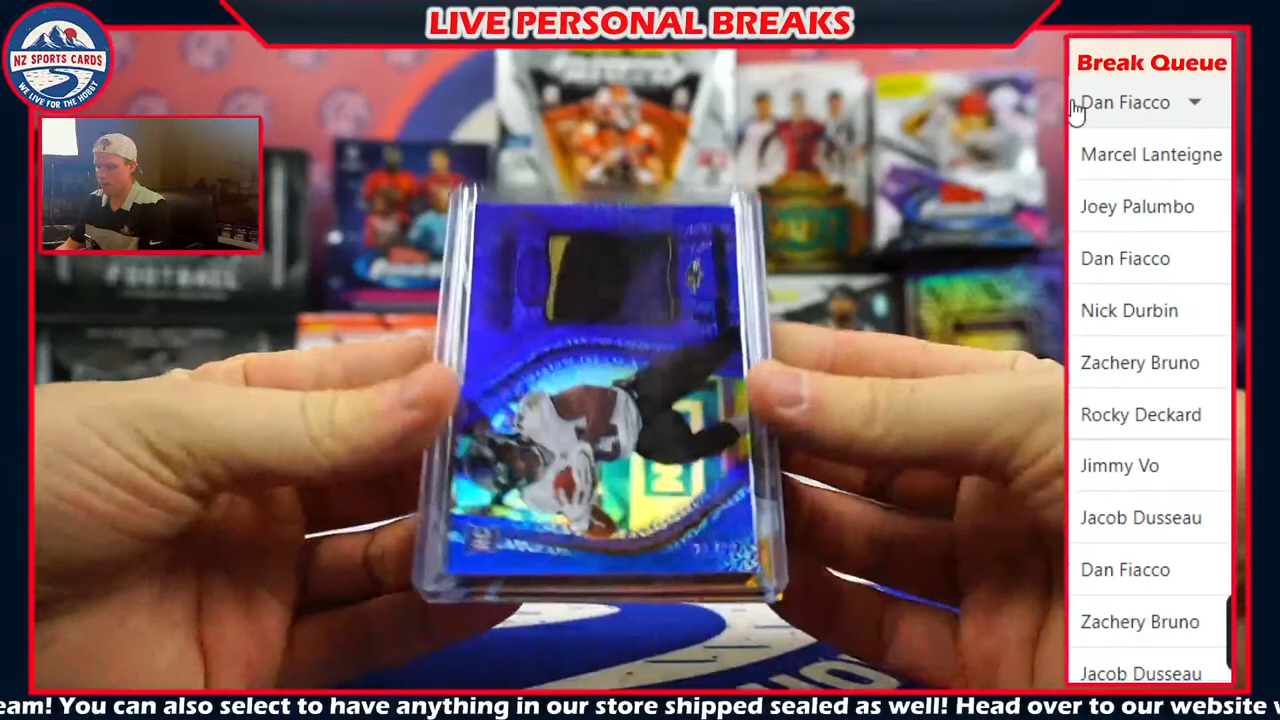 LIVE PERSONAL BREAKS
NZ SPORTS CARDS
WE LIVE FOR THE HOBBY
Break Queue
Dan Fiacco
Marcel Lanteigne
Joey Palumbo
Dan Fiacco
Nick Durbin
Zachery Bruno
Rocky Deckard
Jimmy Vo
Jacob Dusseau
Dan Fiacco
Zachery Bruno
Jacob Dusseau
FOOTBALL
RC
eam! You can also select to have anything in our store shipped sealed as well! Head over to our website